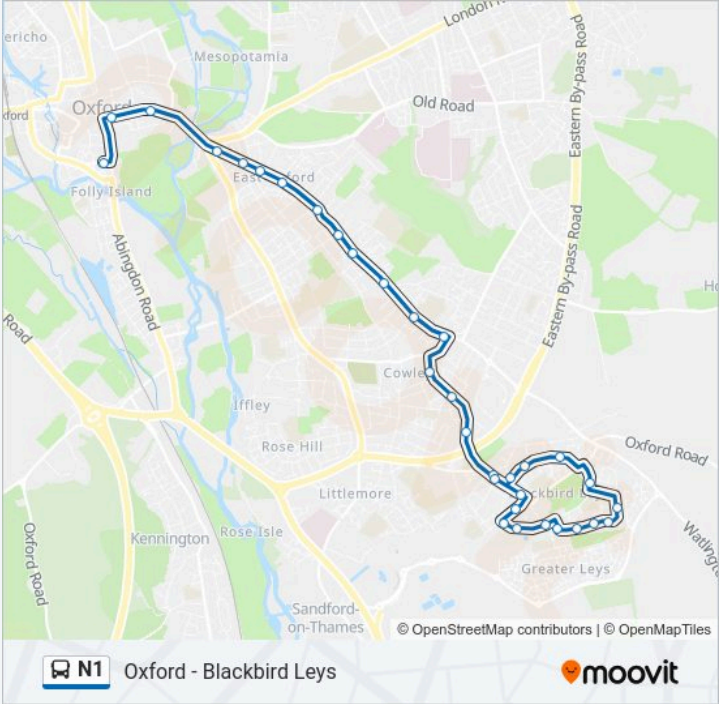 London R
ericho
Mesopotamia
Oxford
Old Road
dford
Eastern By-pass Road
East Oxford
Folly Island
Abingdon Road
Eastern By-pass Road
Ho
Road
Cowley
Iffley
Rose Hill
Oxford Road
Littlemore
ckbird L
Oxford Road
Kennington
Rose Isle
Watlingt
Greater Leys
Sandford-
on-Thames
© OpenStreetMap contributors | © OpenMapTiles
N1 Oxford - Blackbird Leys
moovit